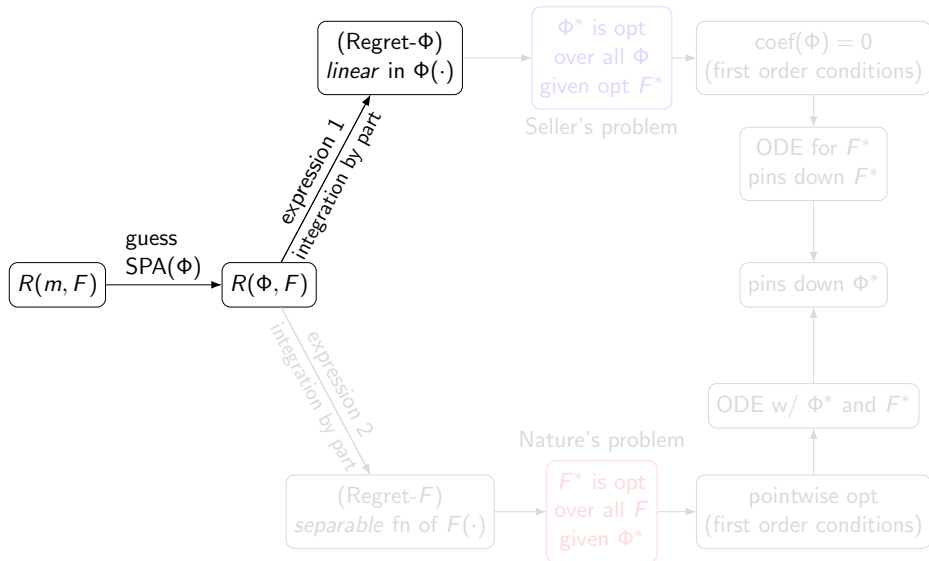 (Regret-Φ)
linear in Φ(·)
Φ* is opt
over all Φ
given opt F*
Seller's problem
coef(Φ) = 0
(first order conditions)
ODE for F*
pins down F*
expression 1
integration by part
guess
SPA(Φ)
R(m, F)
R(Φ, F)
pins down Φ*
expression 2
integration by part
ODE w/ Φ* and F*
Nature's problem
(Regret-F)
separable fn of F(·)
F* is opt
over all F
given Φ*
pointwise opt
(first order conditions)